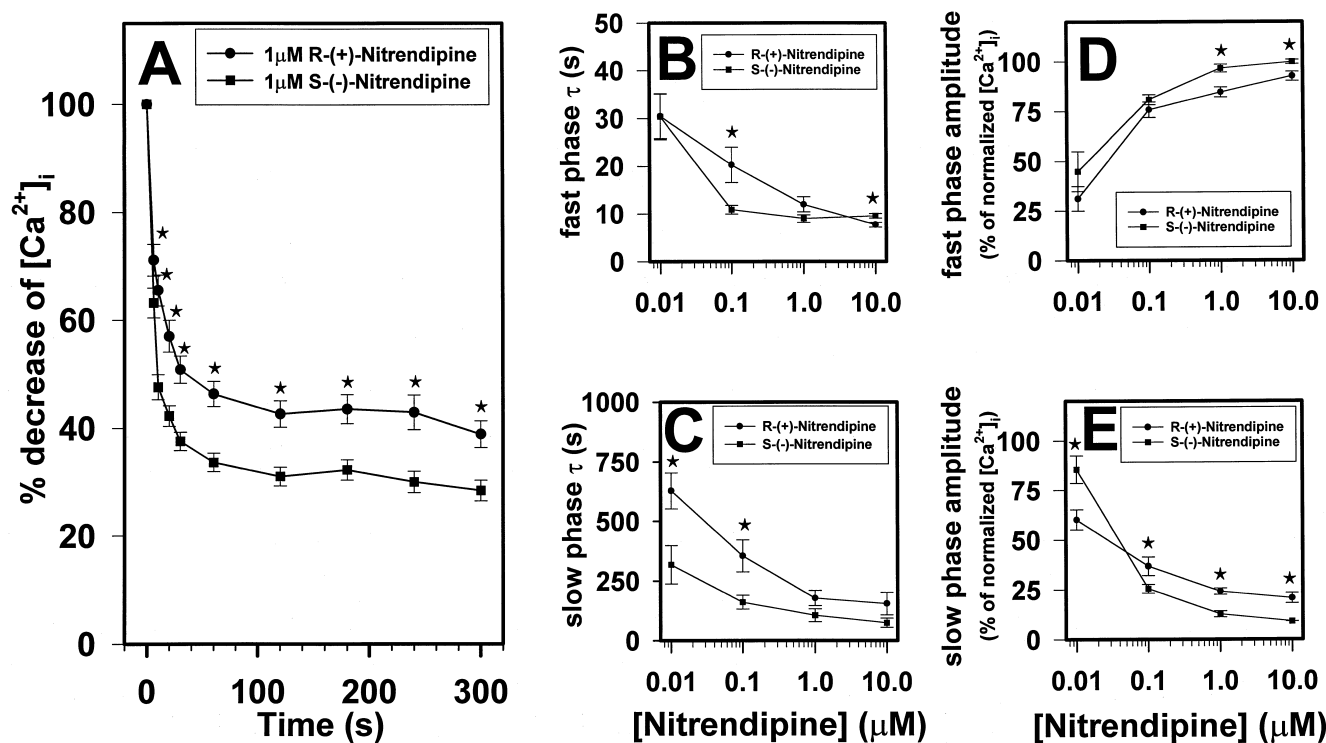 A
1μM R-(+)-Nitrendipine
1μM S-(-)-Nitrendipine
% decrease of [Ca²⁺]ᵢ
100
80
60
40
20
0
0 100 200 300
Time (s)
B
R-(+)-Nitrendipine
S-(-)-Nitrendipine
fast phase τ (s)
50
40
30
20
10
0
0.01 0.1 1.0 10.0
D
fast phase amplitude
(% of normalized [Ca²⁺]ᵢ)
100
75
50
25
0
R-(+)-Nitrendipine
S-(-)-Nitrendipine
0.01 0.1 1.0 10.0
C
R-(+)-Nitrendipine
S-(-)-Nitrendipine
slow phase τ (s)
1000
750
500
250
0
0.01 0.1 1.0 10.0
[Nitrendipine] (μM)
E
R-(+)-Nitrendipine
S-(-)-Nitrendipine
slow phase amplitude
(% of normalized [Ca²⁺]ᵢ)
100
75
50
25
0
0.01 0.1 1.0 10.0
[Nitrendipine] (μM)